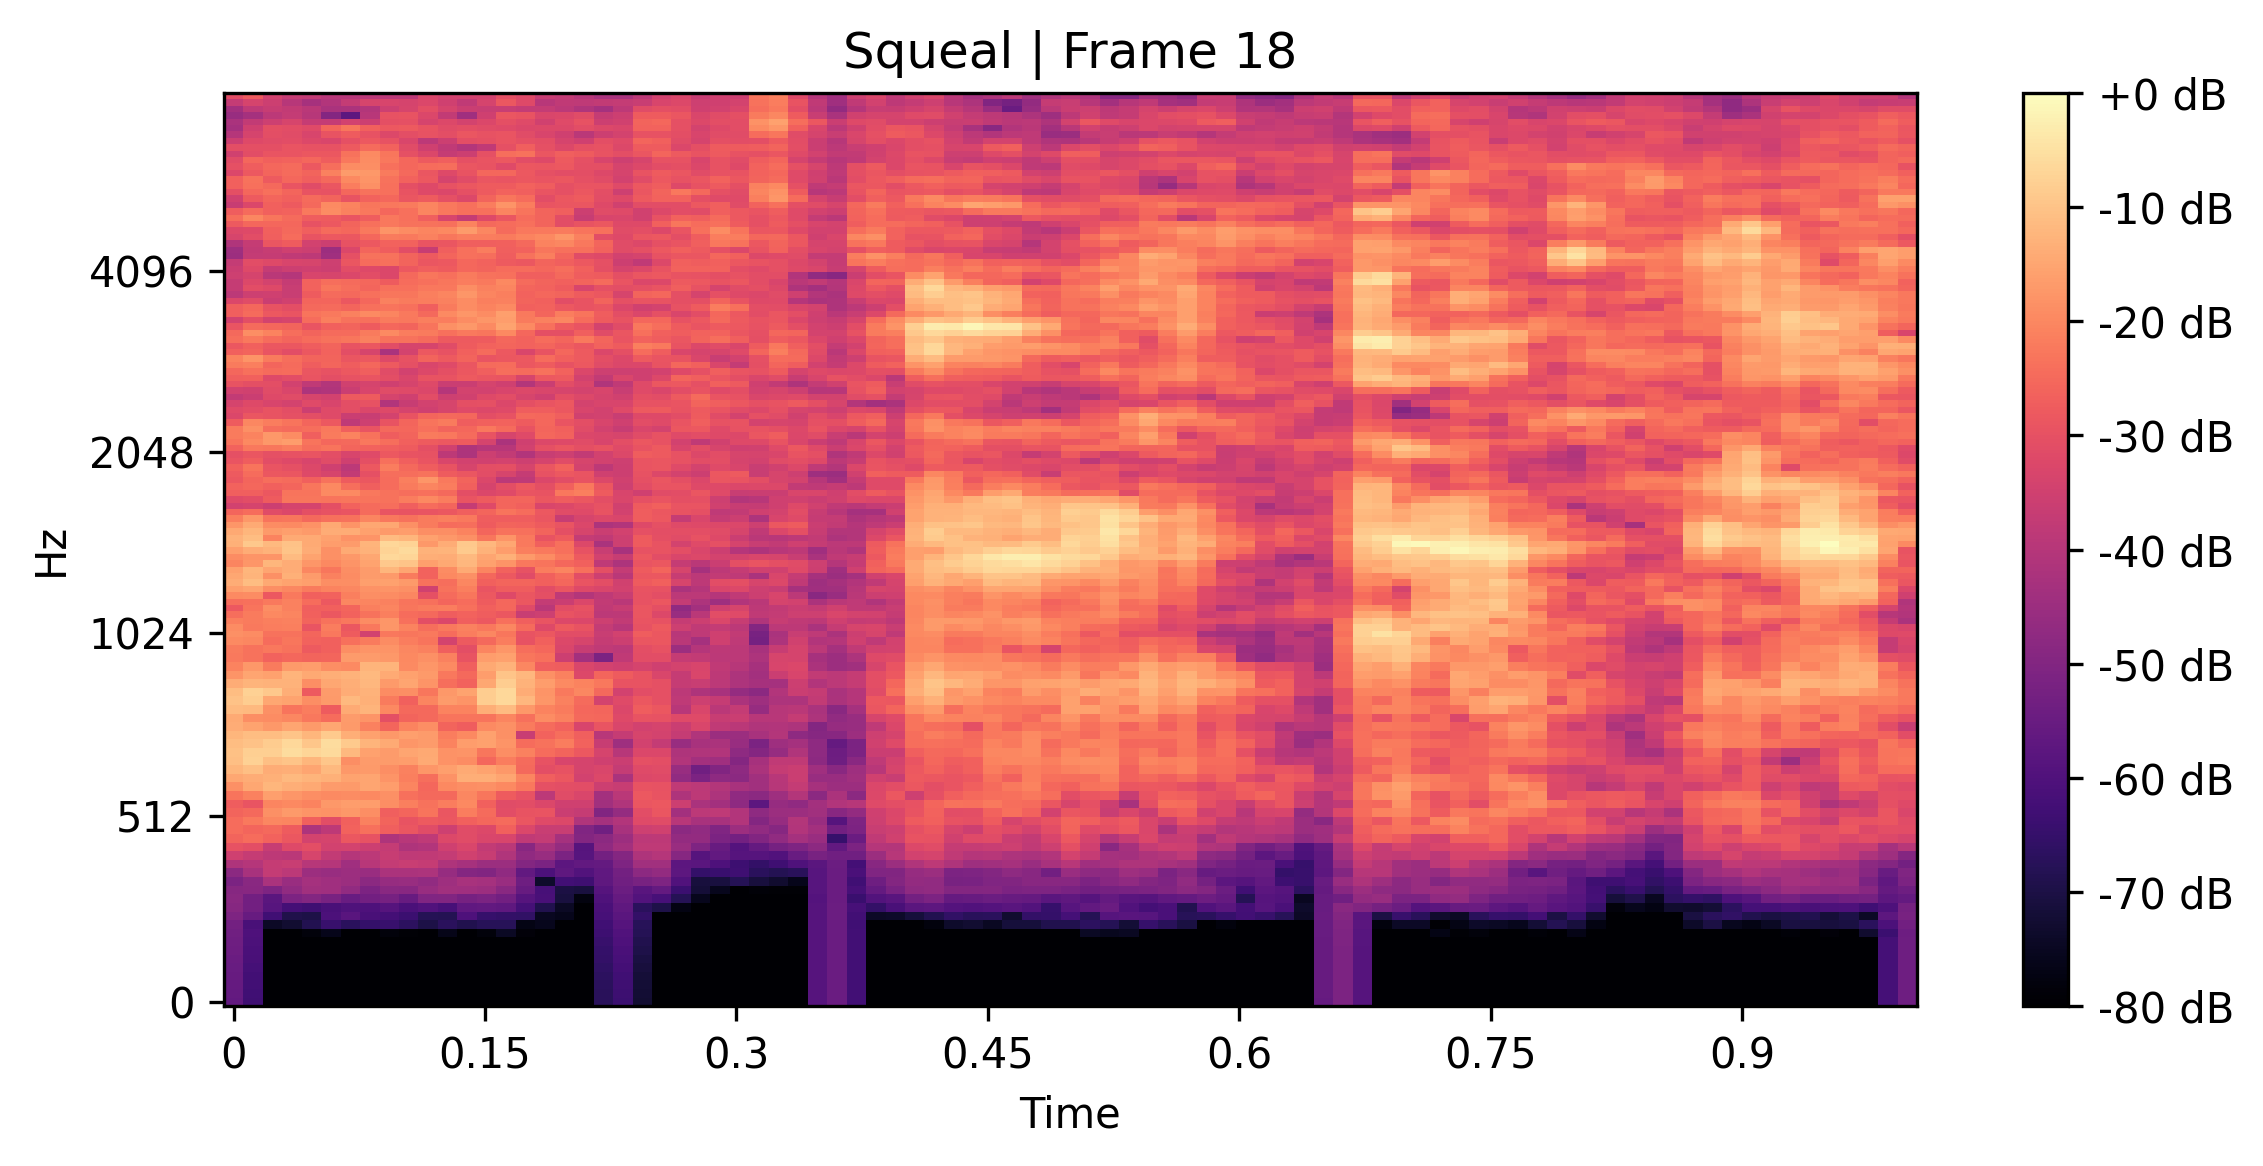 Squeal | Frame 18
+0 dB
-10 dB
-20 dB
-30 dB
-40 dB
-50 dB
-60 dB
-70 dB
-80 dB
Hz
4096
2048
1024
512
0
0 0.15 0.3 0.45 0.6 0.75 0.9
Time